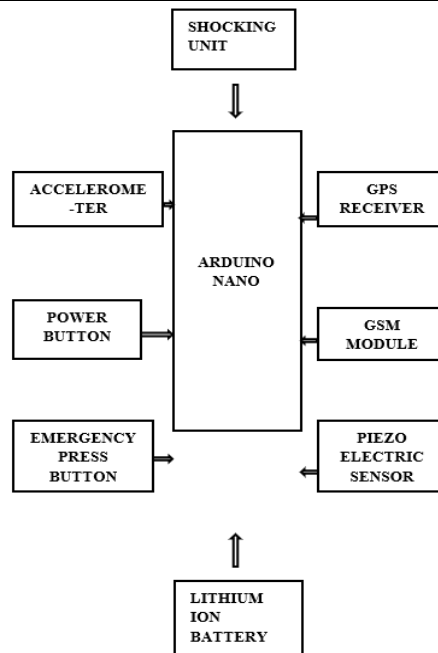 SHOCKING
UNIT
ACCELEROME
-TER
GPS
RECEIVER
ARDUINO
NANO
POWER
BUTTON
GSM
MODULE
EMERGENCY
PRESS
BUTTON
PIEZO
ELECTRIC
SENSOR
LITHIUM
ION
BATTERY